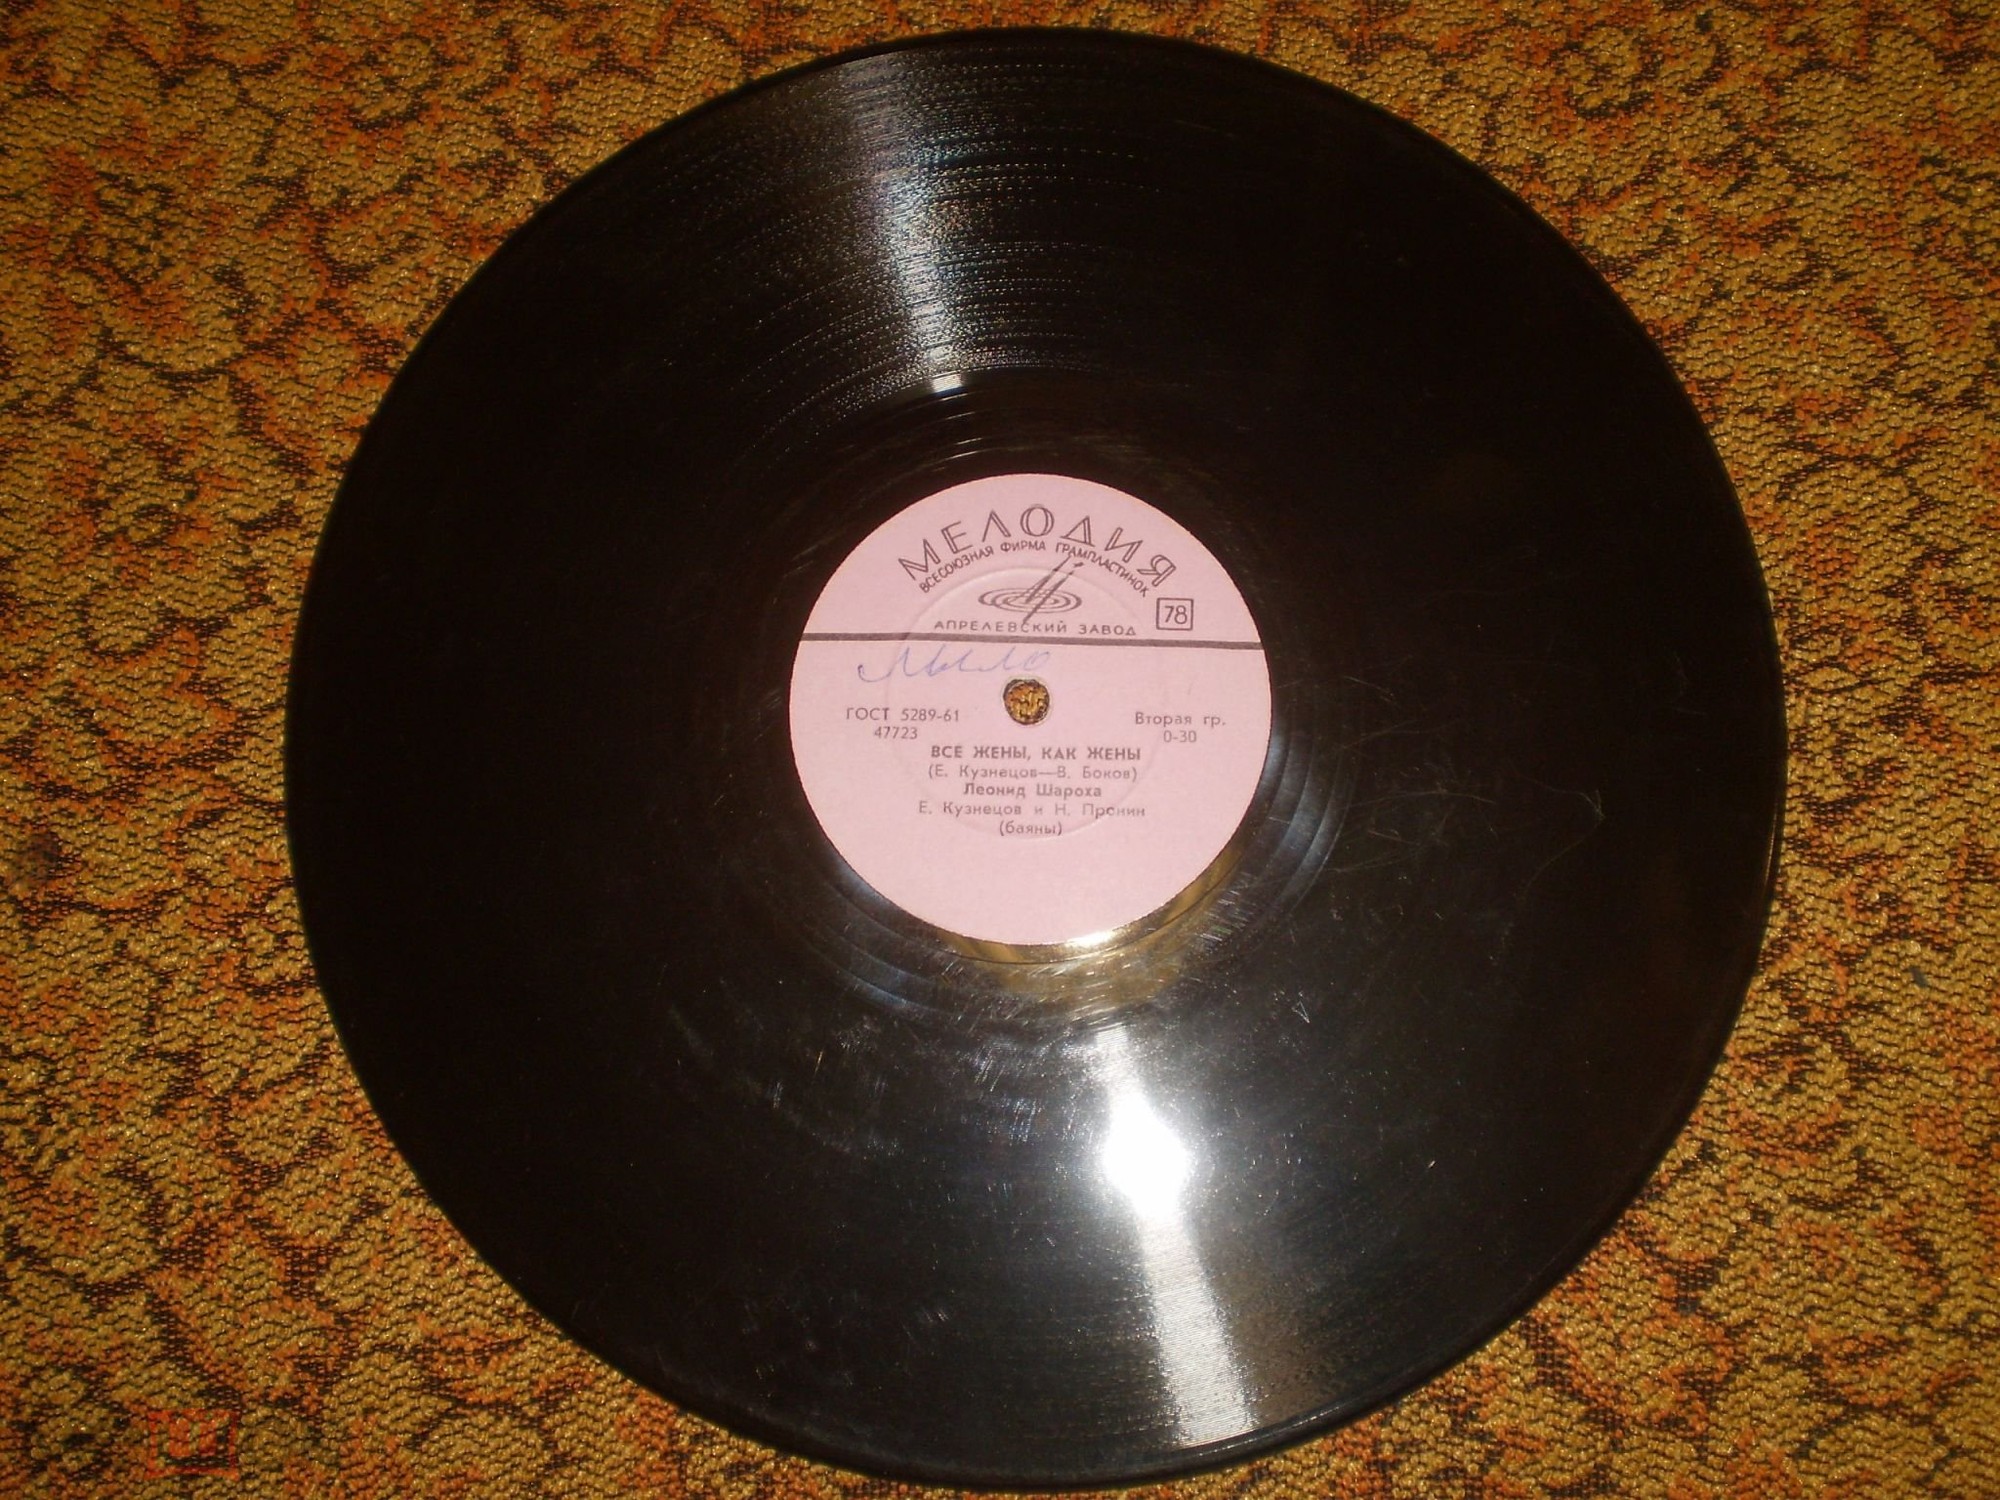 МЕЛОДИЯ
ВСЕСОЮЗНАЯ ФИРМА ГРАМПЛАСТИНОК
78
АПРЕЛЕВСКИЙ ЗАВОД
Мыло
ГОСТ 5289-61
47723
Вторая гр.
0-30
ВСЕ ЖЕНЫ, КАК ЖЕНЫ
(Е. Кузнецов—В. Боков)
Леонид Шароха
Е. Кузнецов и Н. Пронин
(баяны)